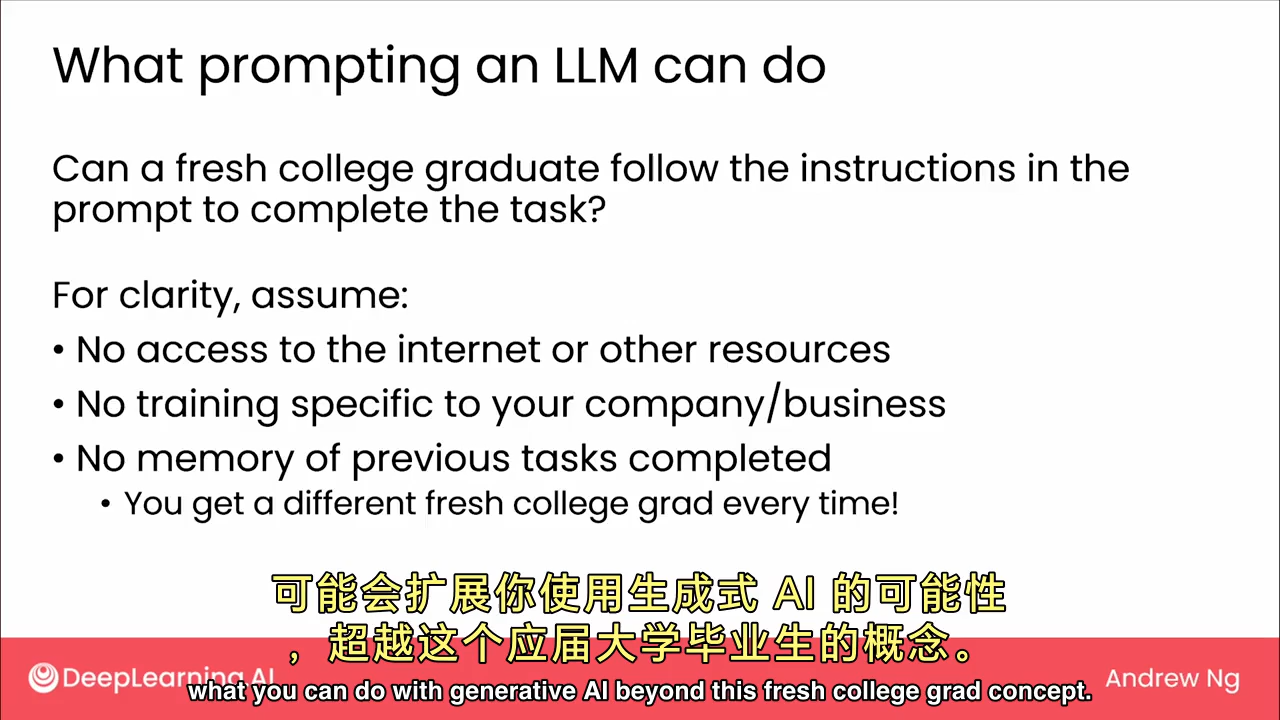 What prompting an LLM can do
Can a fresh college graduate follow the instructions in the
prompt to complete the task?
For clarity, assume:
• No access to the internet or other resources
• No training specific to your company/business
• No memory of previous tasks completed
• You get a different fresh college grad every time!
可能会扩展你使用生成式 AI 的可能性
，超越这个应届大学毕业生的概念。
DeepLearning.AI
Andrew Ng
what you can do with generative AI beyond this fresh college grad concept.